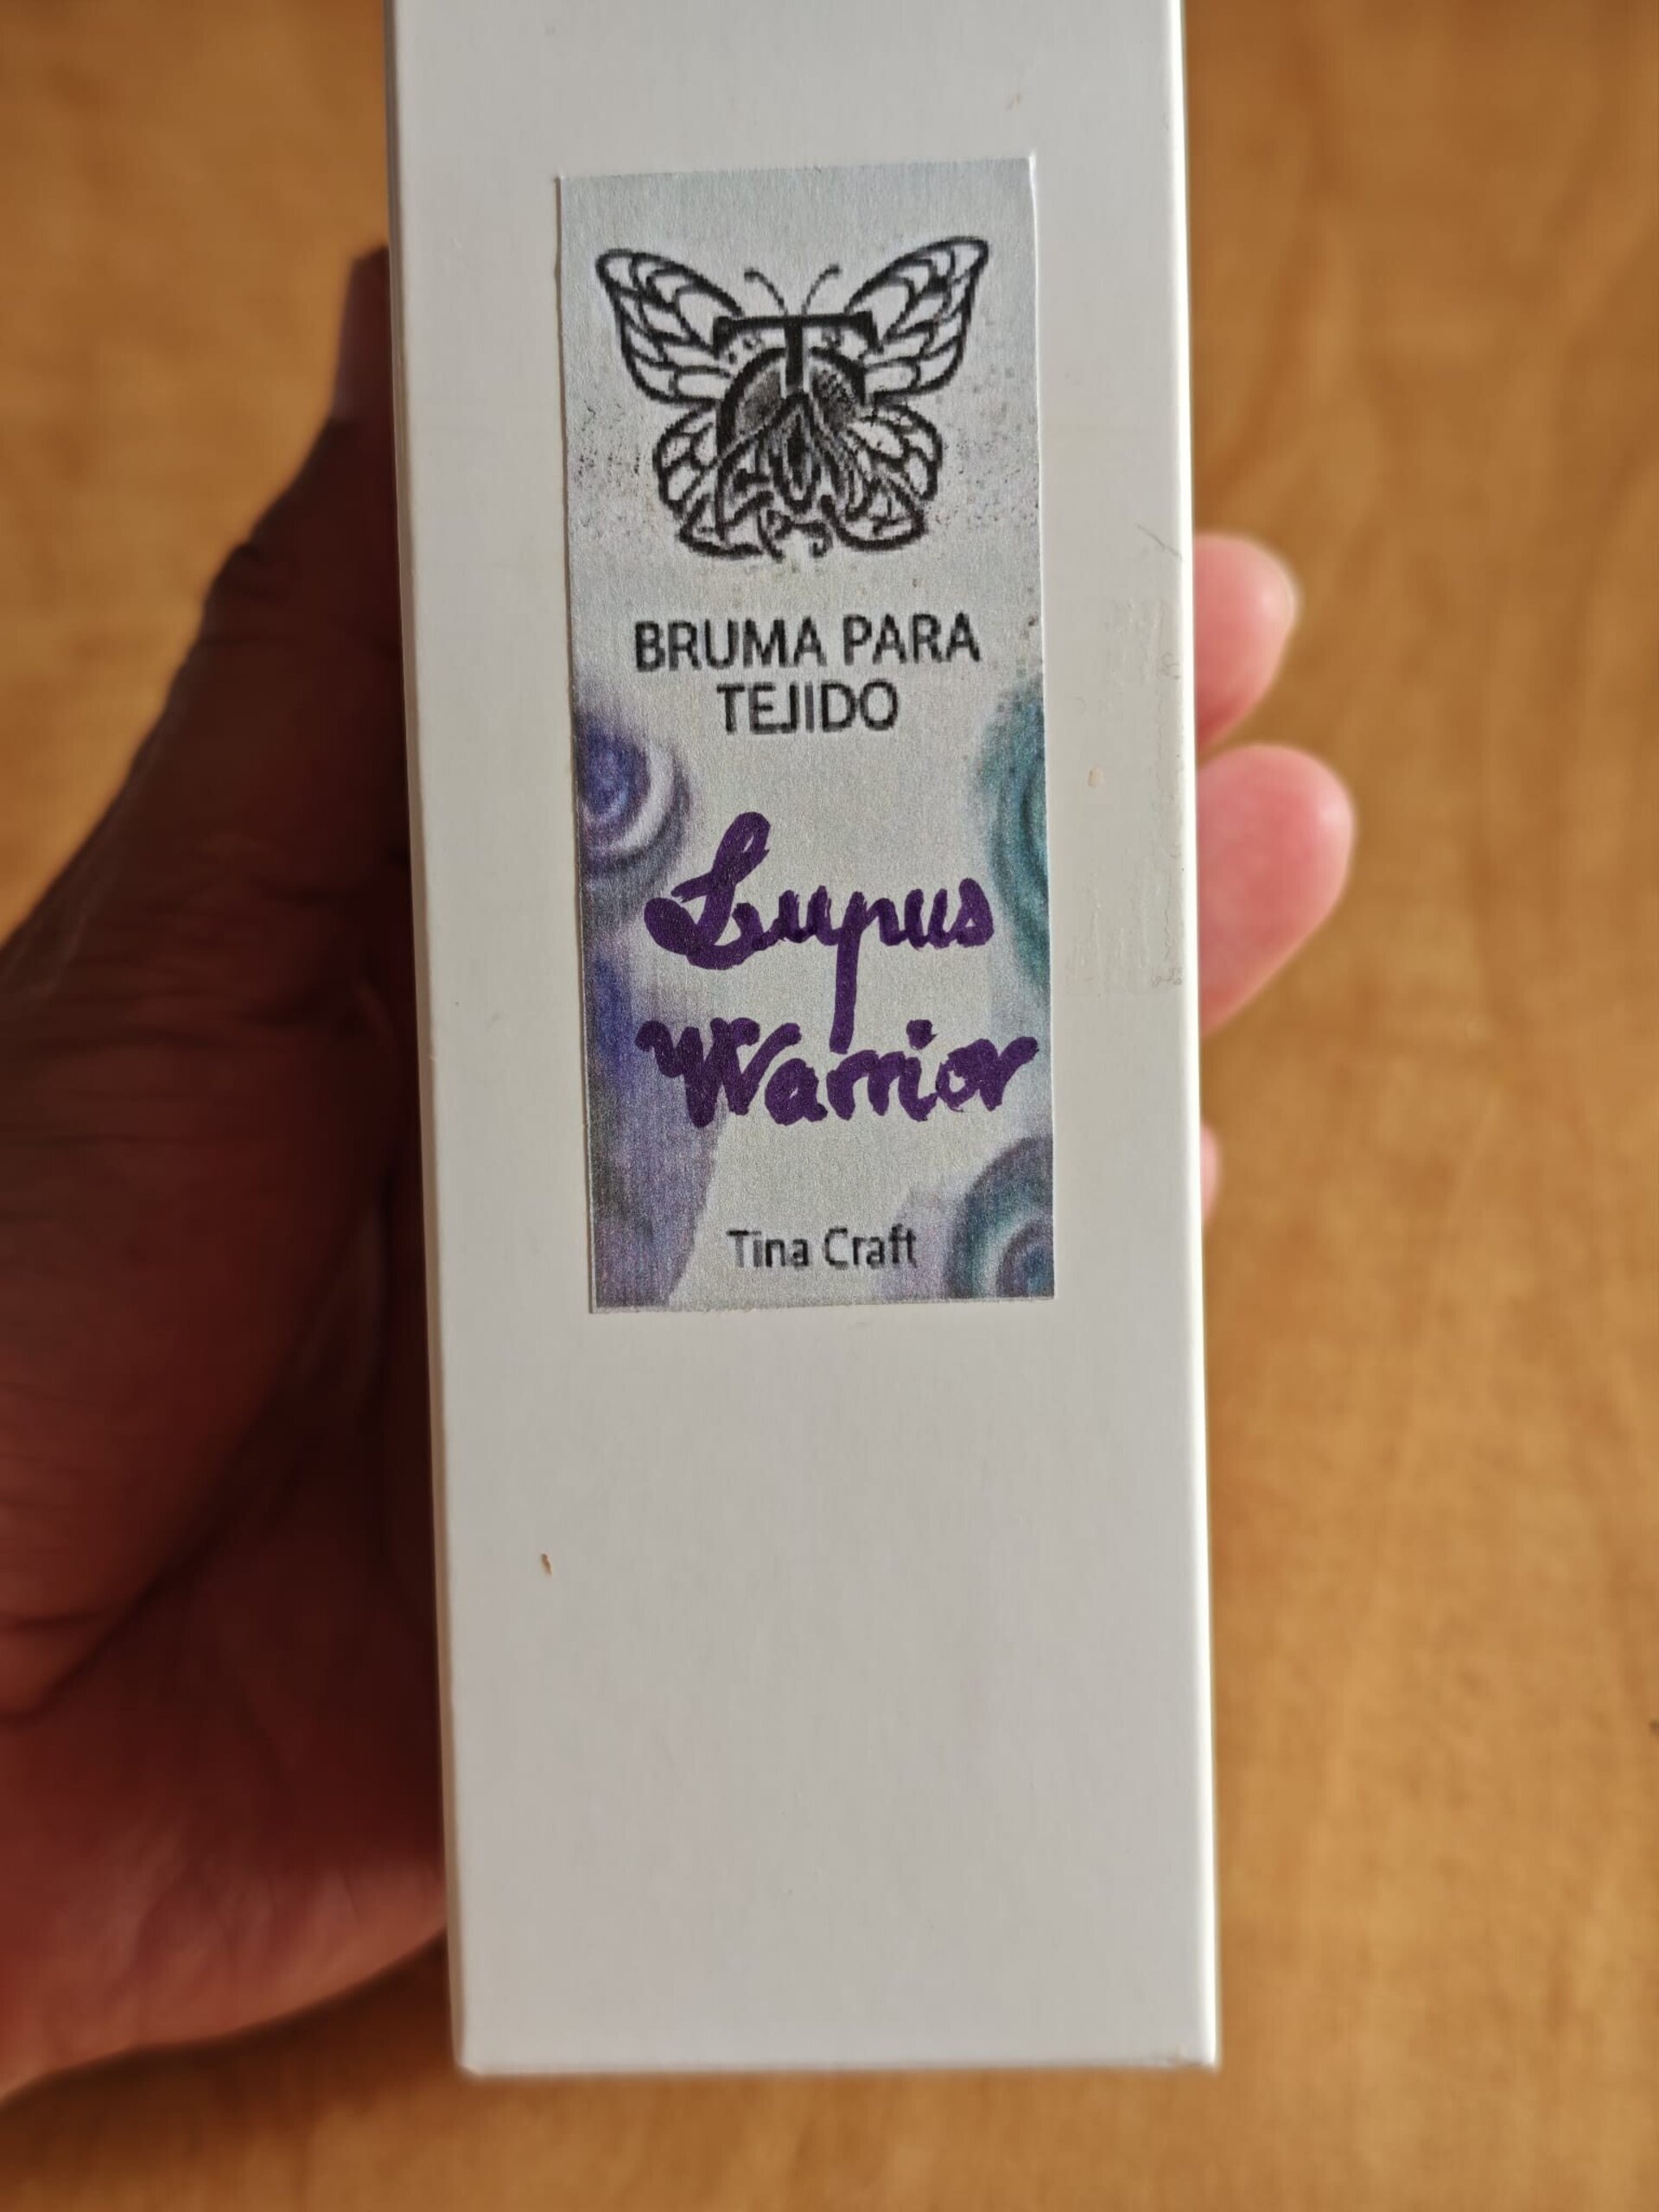 BRUMA PARA
TEJIDO
Lupus
Warrior
Tina Craft